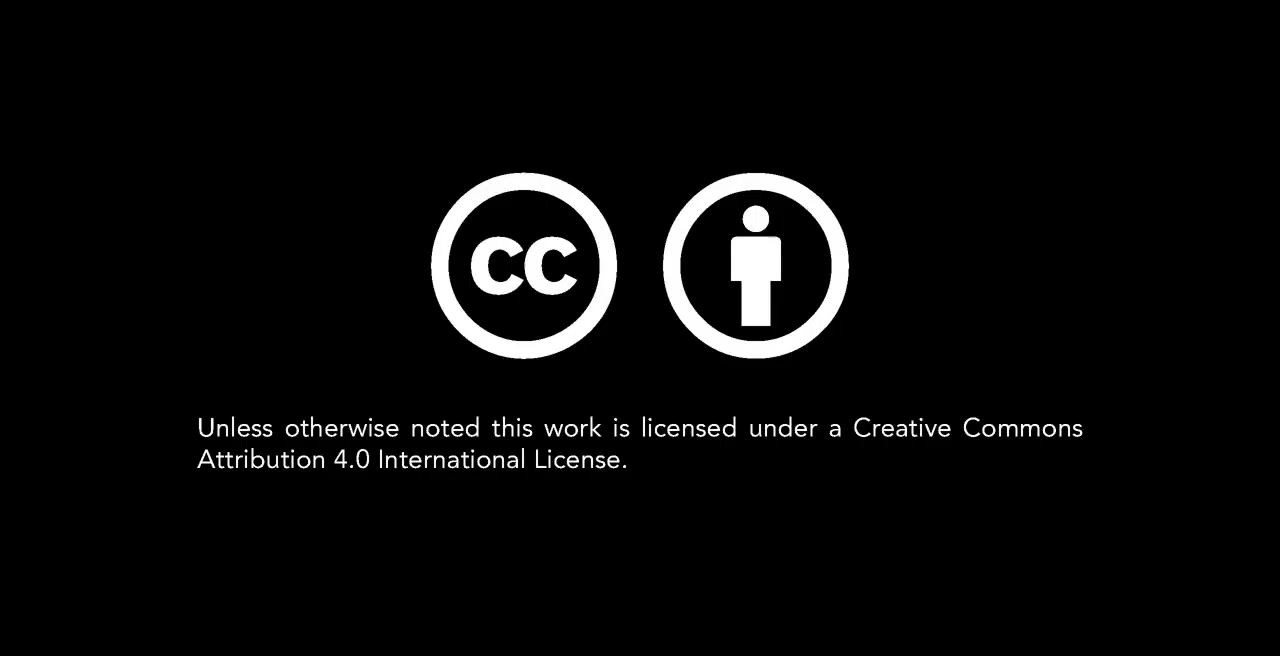 cc
Unless otherwise noted this work is licensed under a Creative Commons
Attribution 4.0 International License.